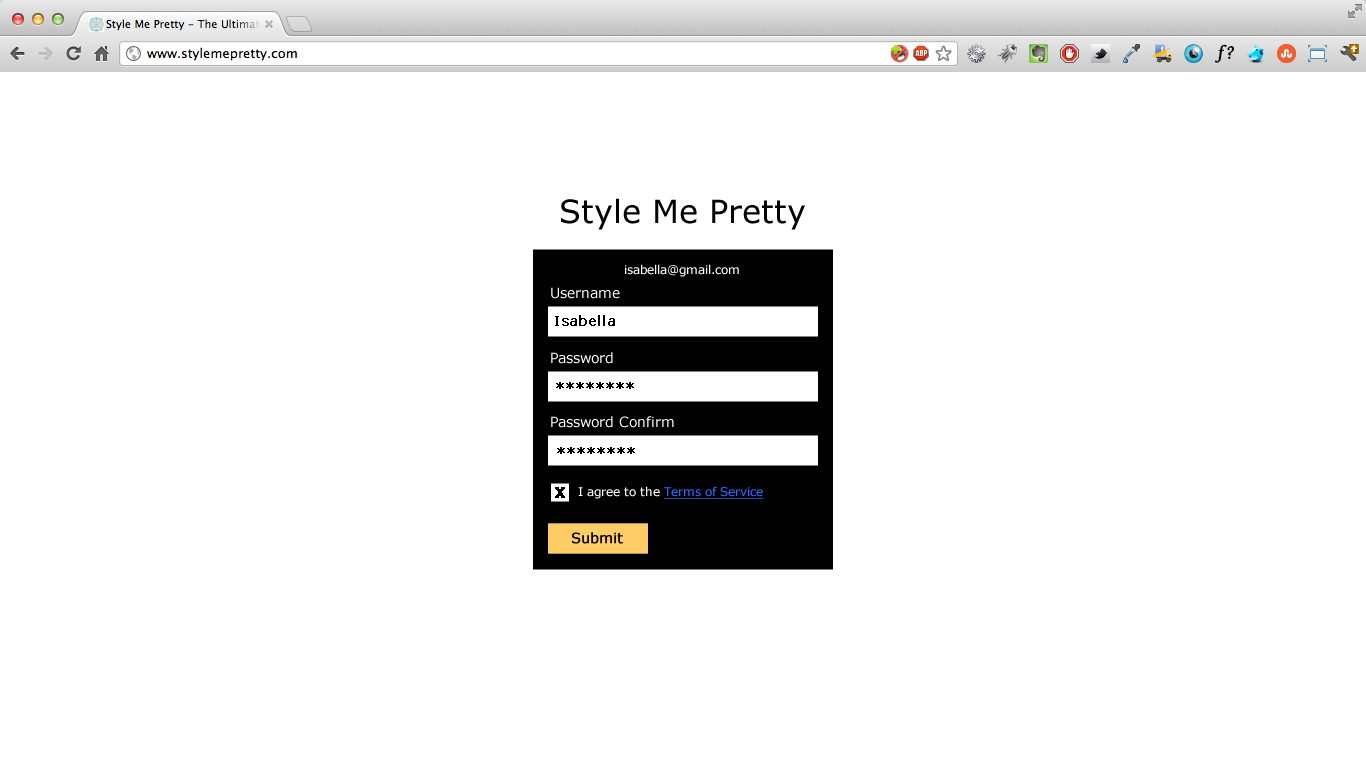 Style Me Pretty – The Ultimat
www.stylemepretty.com
ABP
f?
Style Me Pretty
isabella@gmail.com
Username
Isabella
Password
********
Password Confirm
********
X I agree to the Terms of Service
Submit